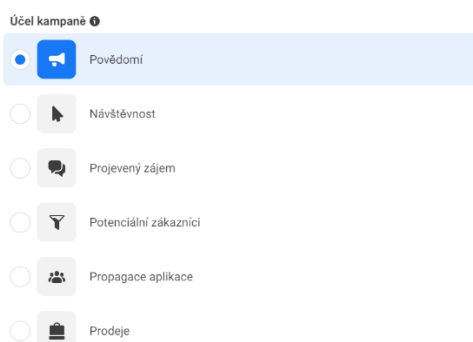 Účel kampaně
Povědomí
Návštěvnost
Projevený zájem
Potenciální zákazníci
Propagace aplikace
Prodeje